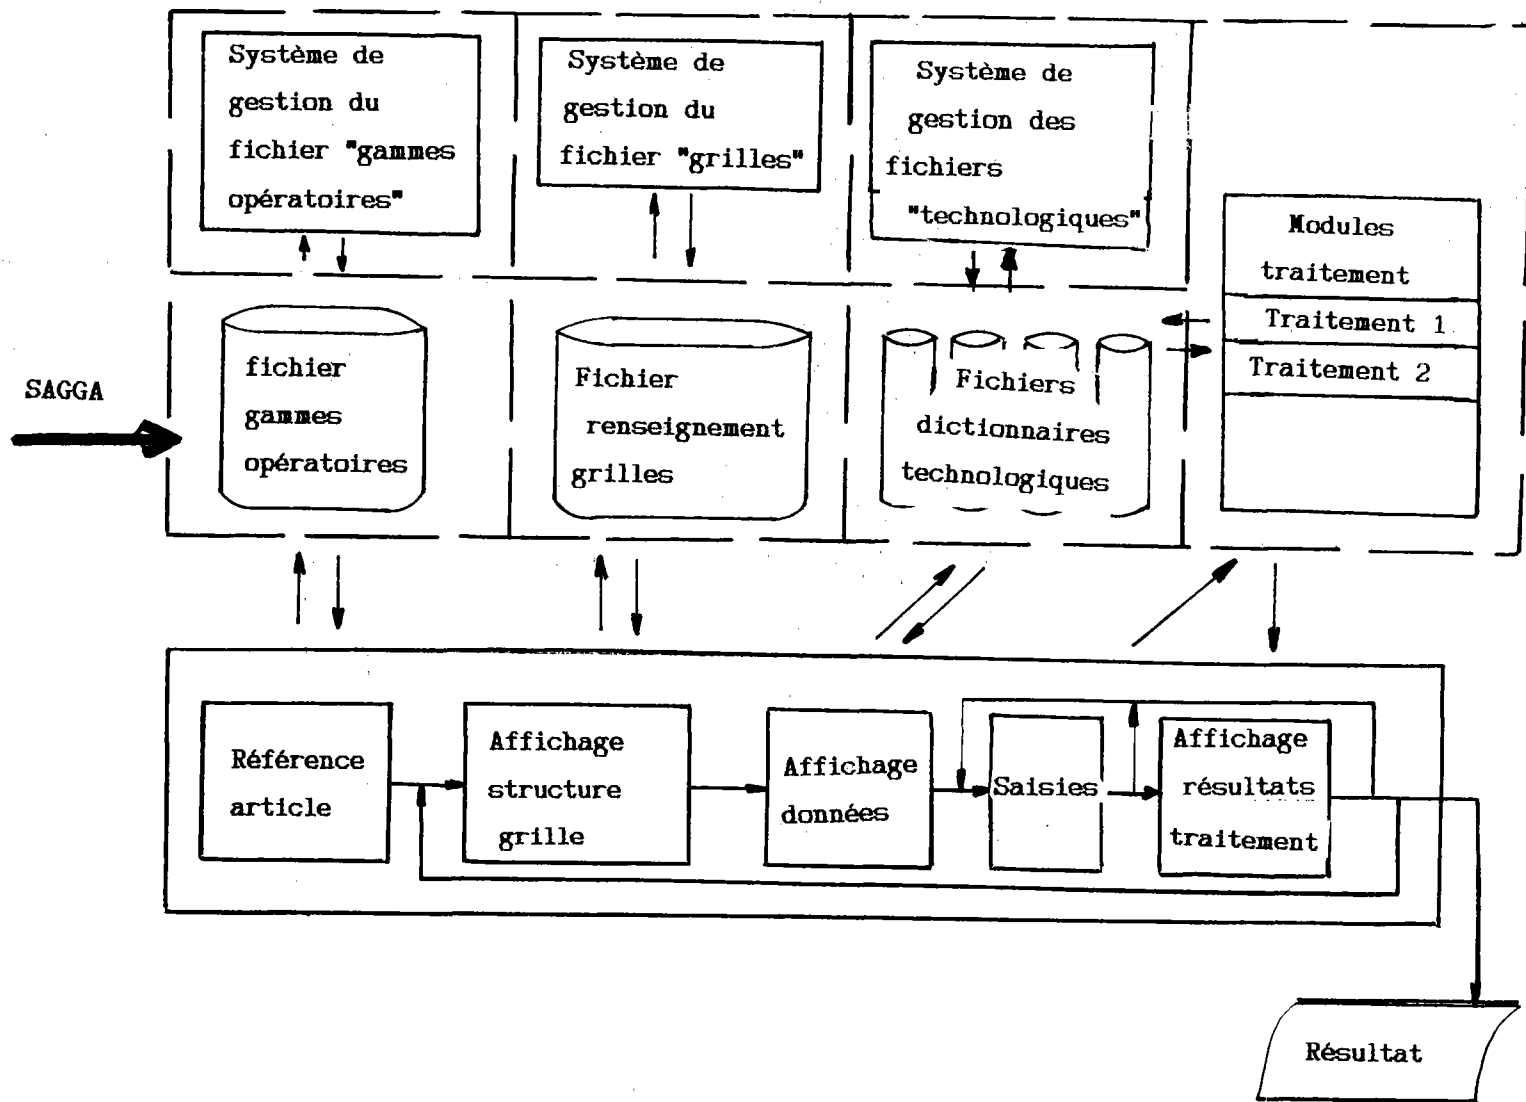 Système de
gestion du
fichier "gammes
opératoires"
Système de
gestion du
fichier "grilles"
Système de
gestion des
fichiers
"technologiques"
Modules
traitement
Traitement 1
Traitement 2
SAGGA
fichier
gammes
opératoires
Fichier
renseignement
grilles
Fichiers
dictionnaires
technologiques
Référence
article
Affichage
structure
grille
Affichage
données
Saisies
Affichage
résultats
traitement
Résultat